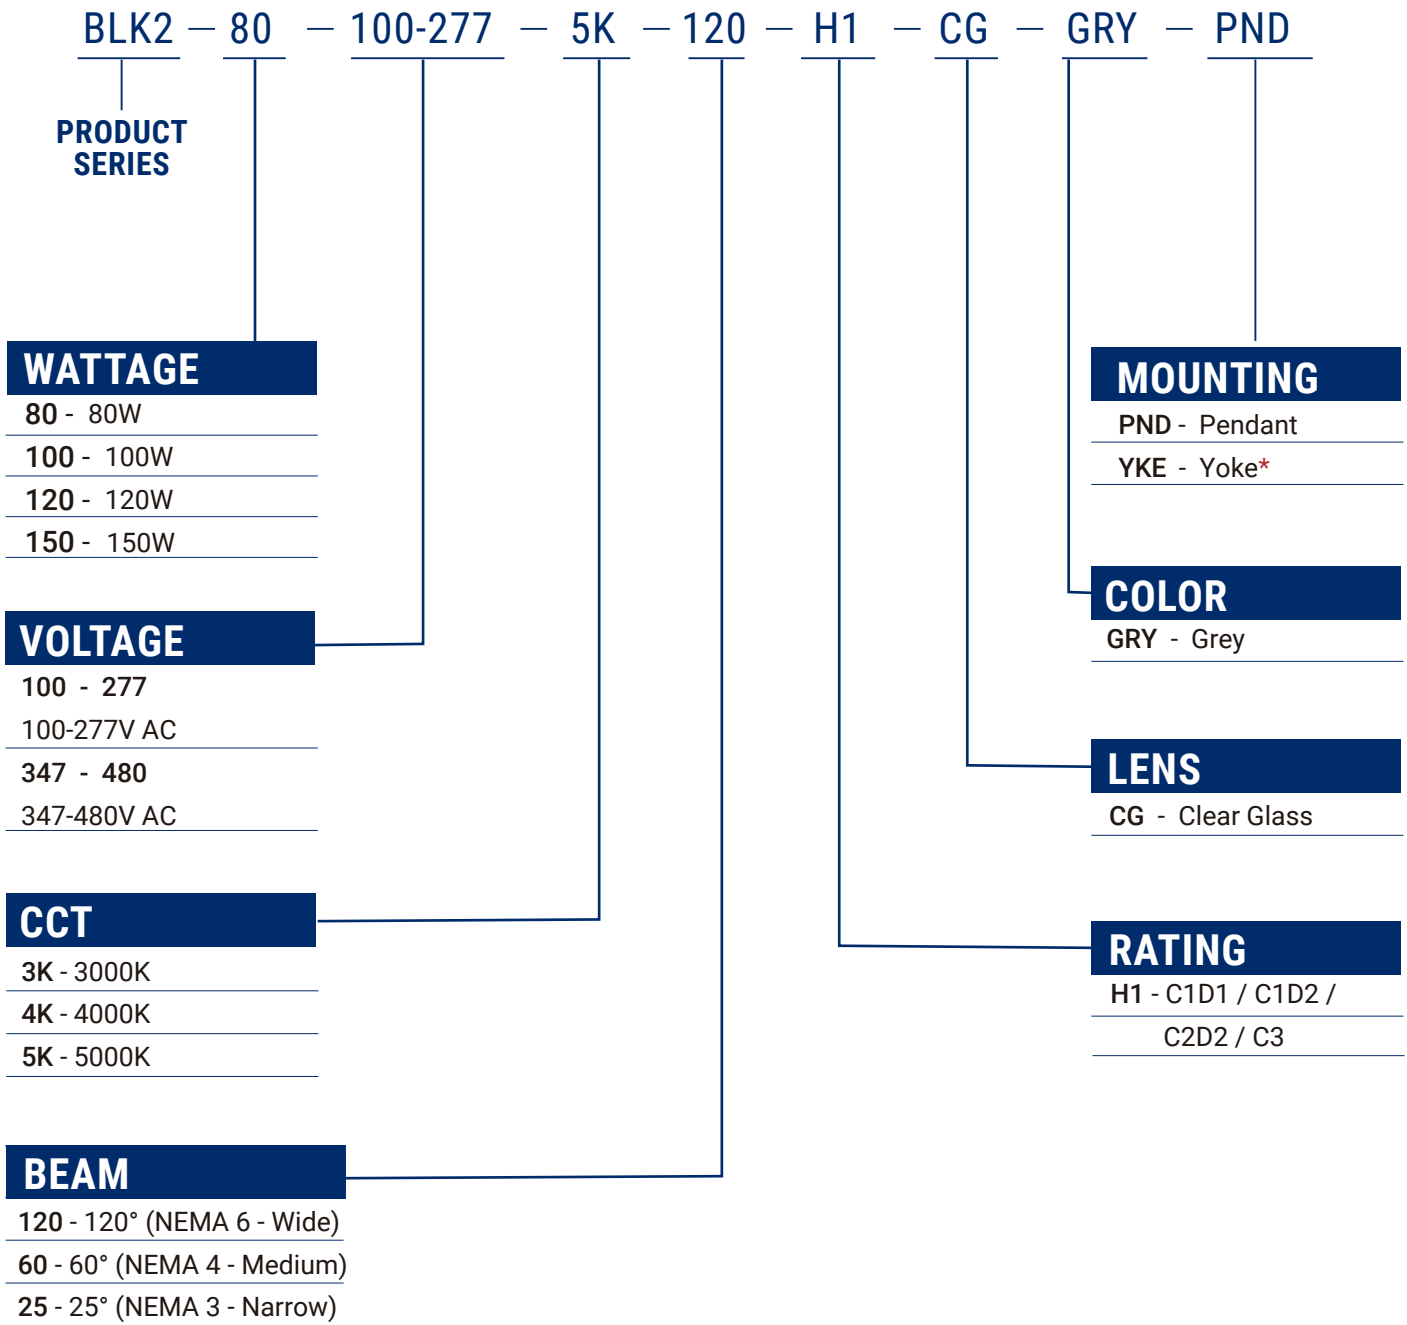 BLK2 — 80 — 100-277 — 5K — 120 — H1 — CG — GRY — PND
PRODUCT
SERIES
WATTAGE
80 - 80W
100 - 100W
120 - 120W
150 - 150W
VOLTAGE
100 - 277
100-277V AC
347 - 480
347-480V AC
CCT
3K - 3000K
4K - 4000K
5K - 5000K
BEAM
120 - 120° (NEMA 6 - Wide)
60 - 60° (NEMA 4 - Medium)
25 - 25° (NEMA 3 - Narrow)
MOUNTING
PND - Pendant
YKE - Yoke*
COLOR
GRY - Grey
LENS
CG - Clear Glass
RATING
H1 - C1D1 / C1D2 /
C2D2 / C3